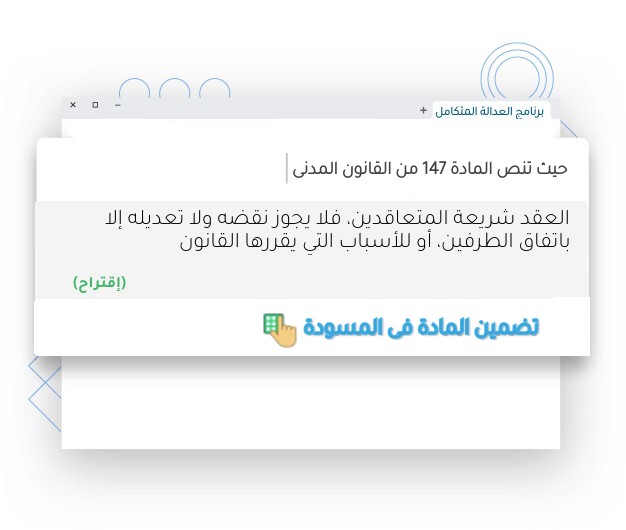 برنامج العدالة المتكامل
حيث تنص المادة 147 من القانون المدنى
العقد شريعة المتعاقدين، فلا يجوز نقضه ولا تعديله إلا
باتفاق الطرفين، أو للأسباب التي يقررها القانون
(إقتراح)
تضمين المادة فى المسودة